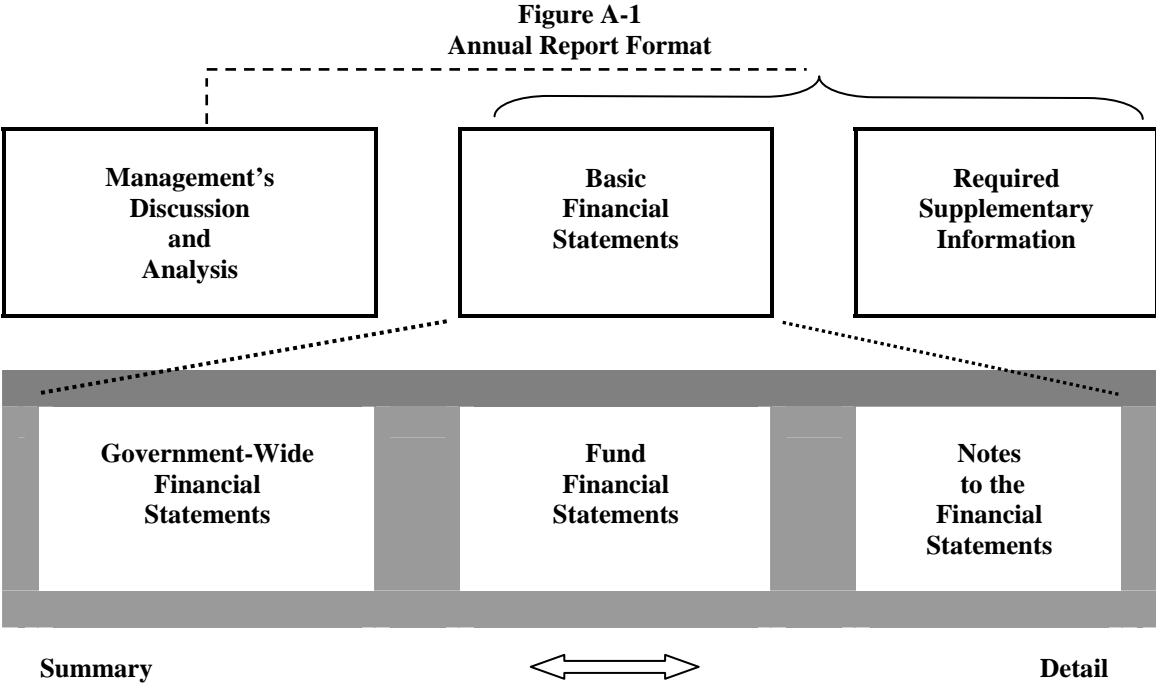 Figure A-1
Annual Report Format
Management’s
Discussion
and
Analysis
Basic
Financial
Statements
Required
Supplementary
Information
Government-Wide
Financial
Statements
Fund
Financial
Statements
Notes
to the
Financial
Statements
Summary
Detail